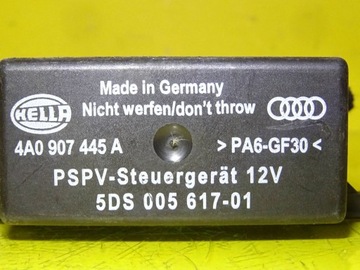 Made in Germany
HELLA
Nicht werfen/don't throw
4A0 907 445 A
>PA6-GF30<
PSPV-Steuergerät 12V
5DS 005 617-01